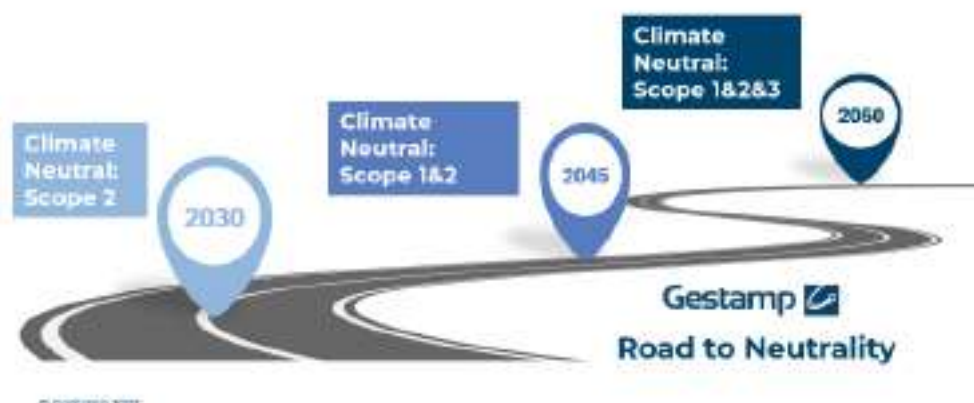 Climate
Neutral:
Scope 2
2030
Climate
Neutral:
Scope 1&2
2045
Climate
Neutral:
Scope 1&2&3
2050
Gestamp
Road to Neutrality